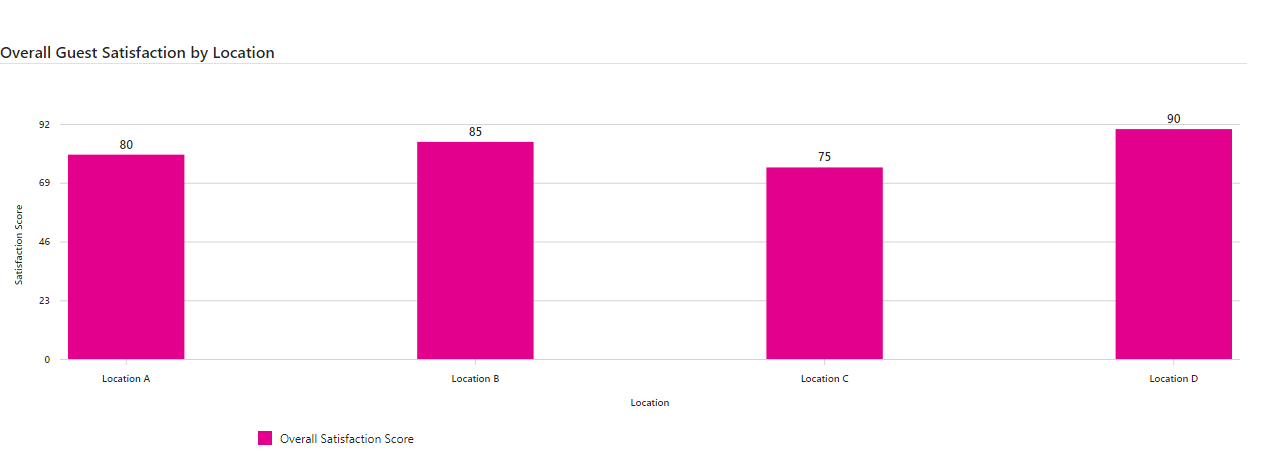 Overall Guest Satisfaction by Location
92
69
46
23
0
Satisfaction Score
80
85
75
90
Location A
Location B
Location C
Location D
Location
Overall Satisfaction Score